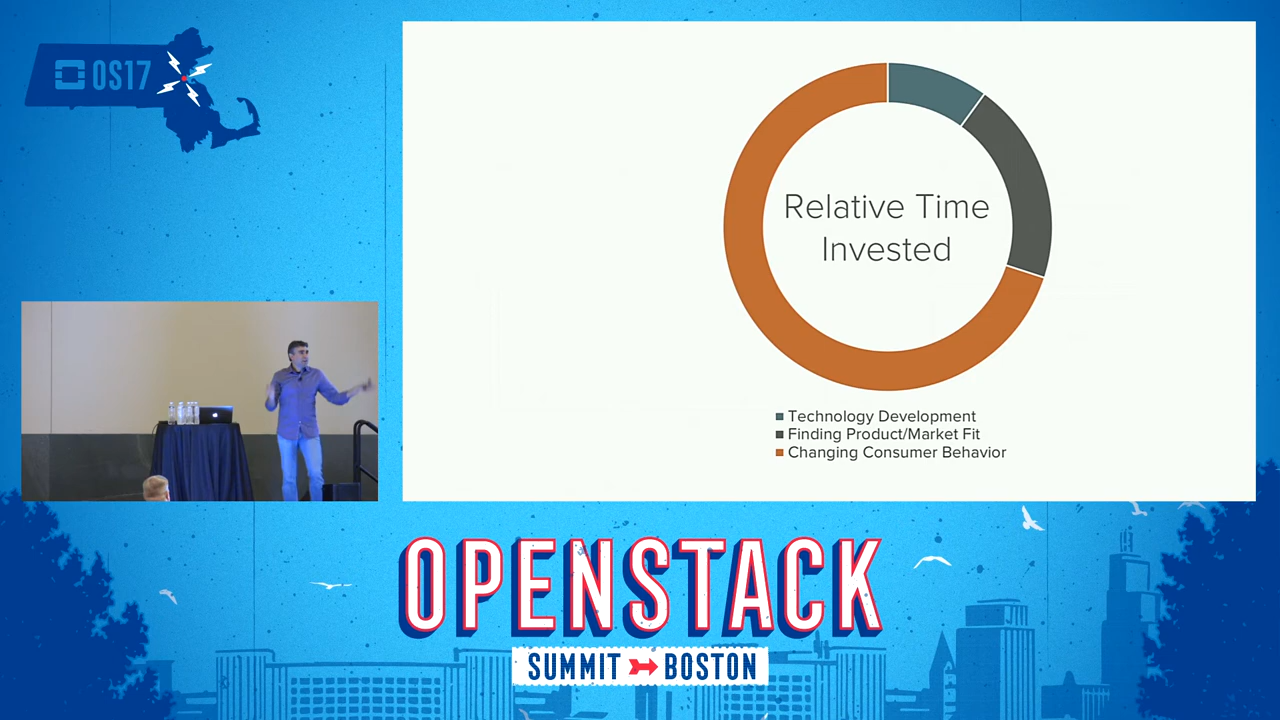 OS17
Relative Time
Invested
Technology Development
Finding Product/Market Fit
Changing Consumer Behavior
OPENSTACK
SUMMIT BOSTON